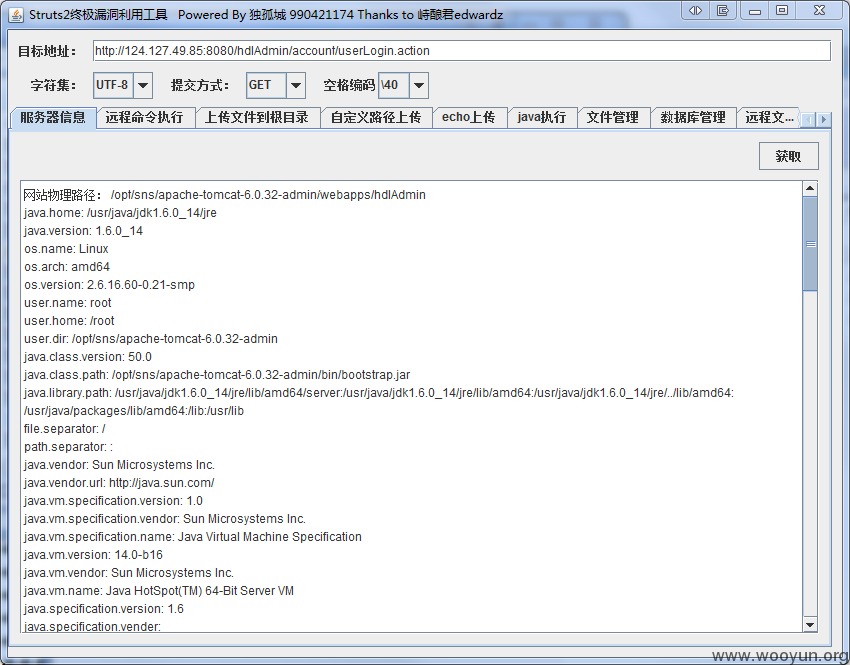 Struts2终极漏洞利用工具 Powered By 独孤城 990421174 Thanks to 峙酿君edwardz
目标地址： http://124.127.49.85:8080/hdlAdmin/account/userLogin.action
字符集： UTF-8 提交方式： GET 空格编码 \40
服务器信息 远程命令执行 上传文件到根目录 自定义路径上传 echo上传 java执行 文件管理 数据库管理 远程文...
获取
网站物理路径： /opt/sns/apache-tomcat-6.0.32-admin/webapps/hdlAdmin
java.home: /usr/java/jdk1.6.0_14/jre
java.version: 1.6.0_14
os.name: Linux
os.arch: amd64
os.version: 2.6.16.60-0.21-smp
user.name: root
user.home: /root
user.dir: /opt/sns/apache-tomcat-6.0.32-admin
java.class.version: 50.0
java.class.path: /opt/sns/apache-tomcat-6.0.32-admin/bin/bootstrap.jar
java.library.path: /usr/java/jdk1.6.0_14/jre/lib/amd64/server:/usr/java/jdk1.6.0_14/jre/lib/amd64:/usr/java/jdk1.6.0_14/jre/../lib/amd64:
/usr/java/packages/lib/amd64:/lib:/usr/lib
file.separator: /
path.separator: :
java.vendor: Sun Microsystems Inc.
java.vendor.url: http://java.sun.com/
java.vm.specification.version: 1.0
java.vm.specification.vendor: Sun Microsystems Inc.
java.vm.specification.name: Java Virtual Machine Specification
java.vm.version: 14.0-b16
java.vm.vendor: Sun Microsystems Inc.
java.vm.name: Java HotSpot(TM) 64-Bit Server VM
java.specification.version: 1.6
java.specification.vender:
www.wooyun.org